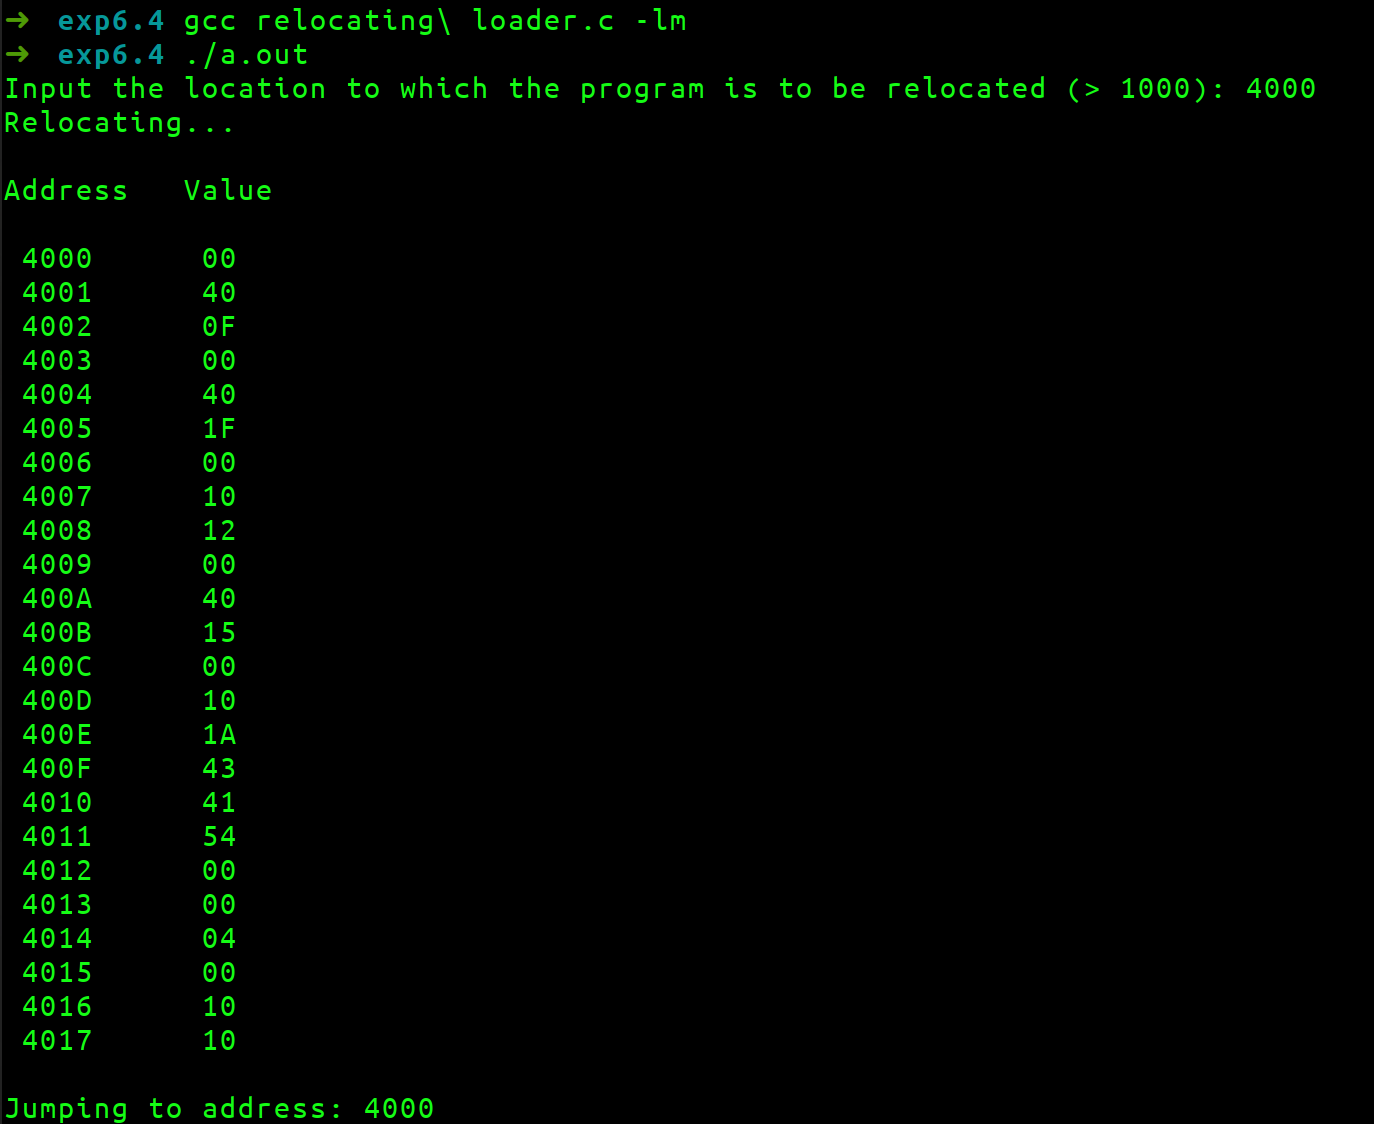 ➜  exp6.4 gcc relocating\ loader.c -lm
➜  exp6.4 ./a.out
Input the location to which the program is to be relocated (> 1000): 4000
Relocating...
Address   Value
4000      00
4001      40
4002      0F
4003      00
4004      40
4005      1F
4006      00
4007      10
4008      12
4009      00
400A      40
400B      15
400C      00
400D      10
400E      1A
400F      43
4010      41
4011      54
4012      00
4013      00
4014      04
4015      00
4016      10
4017      10
Jumping to address: 4000